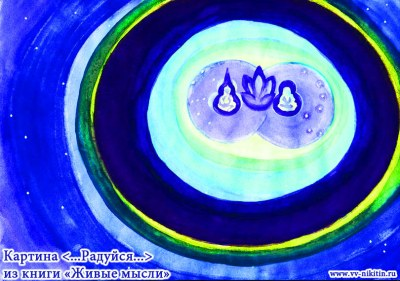 Картина <...Радуйся...>
из книги «Живые мысли»
www.vv-nikitin.ru